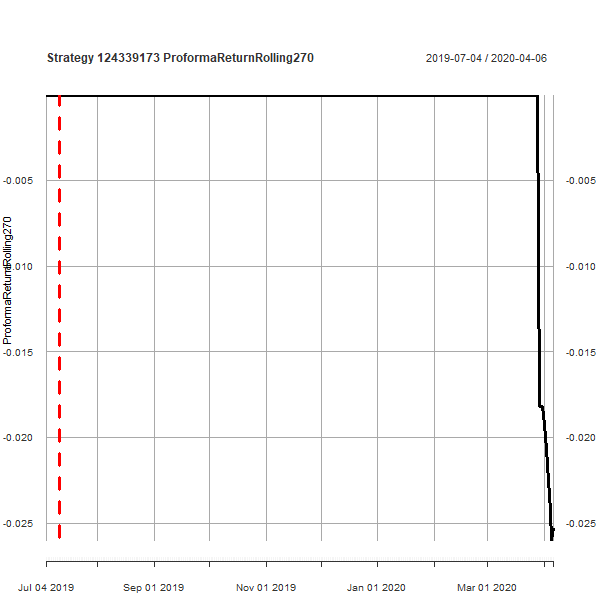 Strategy 124339173 ProformaReturnRolling270
2019-07-04 / 2020-04-06
ProformaReturnRolling270
-0.005
-0.010
-0.015
-0.020
-0.025
-0.005
-0.010
-0.015
-0.020
-0.025
Jul 04 2019
Sep 01 2019
Nov 01 2019
Jan 01 2020
Mar 01 2020